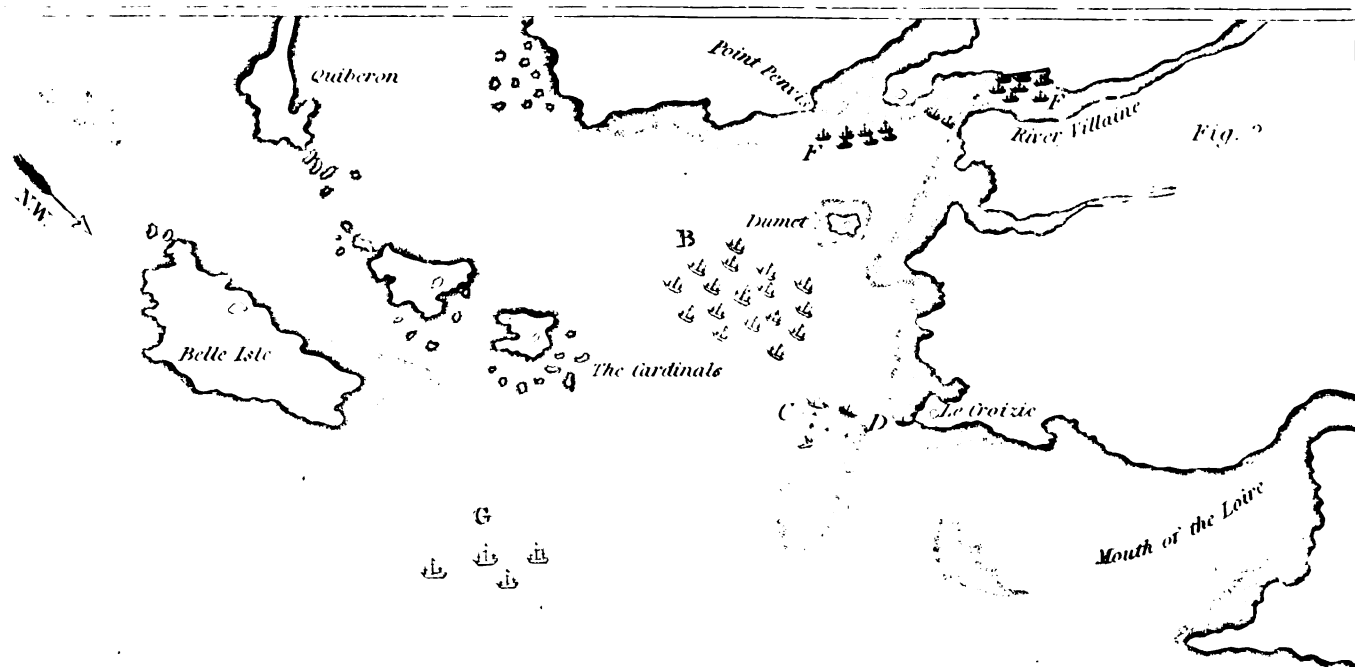 Quiberon
Point Penvis
F
River Villaine
Fig. 2
F
N.W.
Dumet
B
Belle Isle
The Cardinals
C
D
Le Croizic
G
Mouth of the Loire